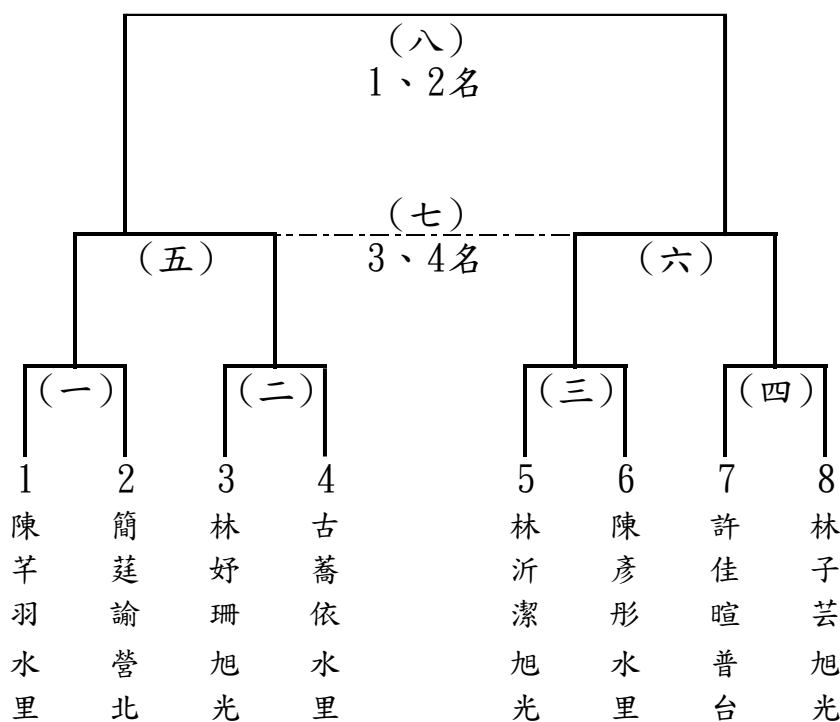 (八)
1、2名
(七)
3、4名
(五)
(六)
(一)
(二)
(三)
(四)
1 陳芊羽 水里
2 簡莛諭 營北
3 林妤珊 旭光
4 古蕎依 水里
5 林沂潔 旭光
6 陳彥彤 水里
7 許佳暄 普台
8 林子芸 旭光